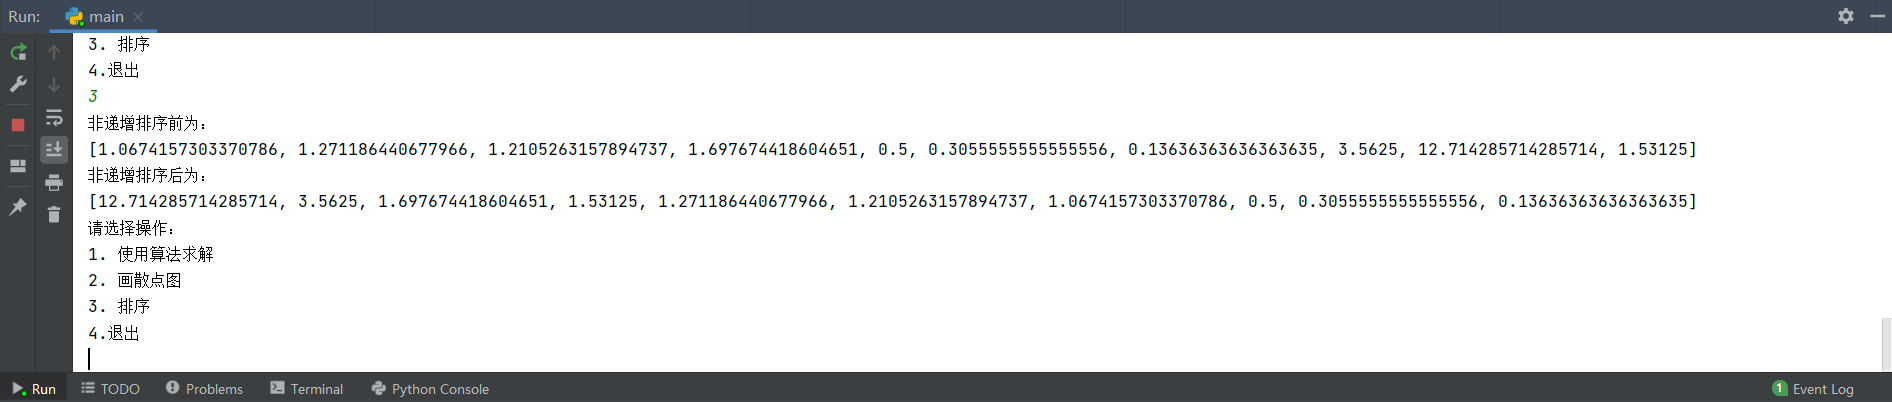 Run: main
3. 排序
4.退出
3
非递增排序前为:
[1.0674157303370786, 1.271186440677966, 1.2105263157894737, 1.697674418604651, 0.5, 0.3055555555555556, 0.13636363636363635, 3.5625, 12.714285714285714, 1.53125]
非递增排序后为:
[12.714285714285714, 3.5625, 1.697674418604651, 1.53125, 1.271186440677966, 1.2105263157894737, 1.0674157303370786, 0.5, 0.3055555555555556, 0.13636363636363635]
请选择操作:
1. 使用算法求解
2. 画散点图
3. 排序
4.退出
Run TODO Problems Terminal Python Console 1 Event Log